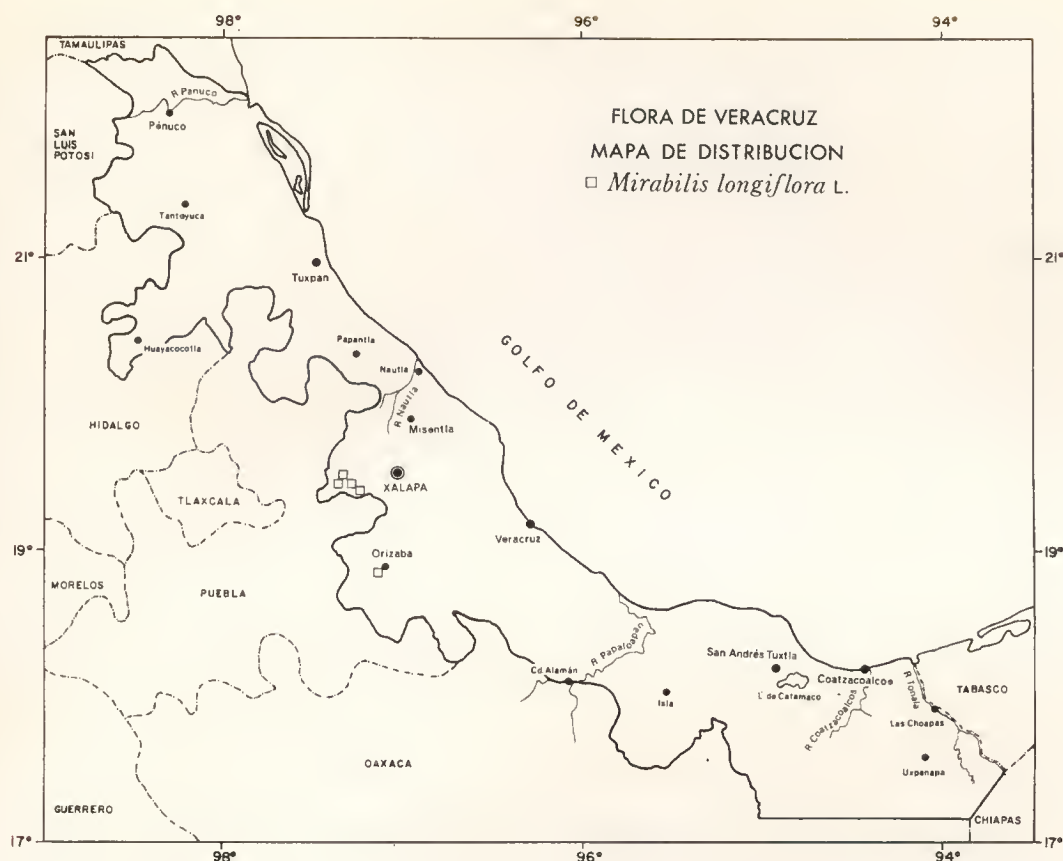 98°
96°
94°
TAMAULIPAS
R. Panuco
Pánuco
SAN LUIS POTOSI
FLORA DE VERACRUZ
MAPA DE DISTRIBUCION
□ Mirabilis longiflora L.
Tantoyuca
21°
21°
Tuxpan
Huayacocotla
Papantla
Nautla
R. Nautla
Misantla
GOLFO DE MEXICO
HIDALGO
XALAPA
TLAXCALA
Veracruz
19°
19°
Orizaba
MORELOS
PUEBLA
R. Papaloapan
Cd. Alemán
San Andrés Tuxtla
L. de Catemaco
Isla
Coatzacoalcos
R. Coatzacoalcos
R. Tonalá
TABASCO
Las Choapas
Uxpanapa
OAXACA
GUERRERO
CHIAPAS
17°
17°
98°
96°
94°